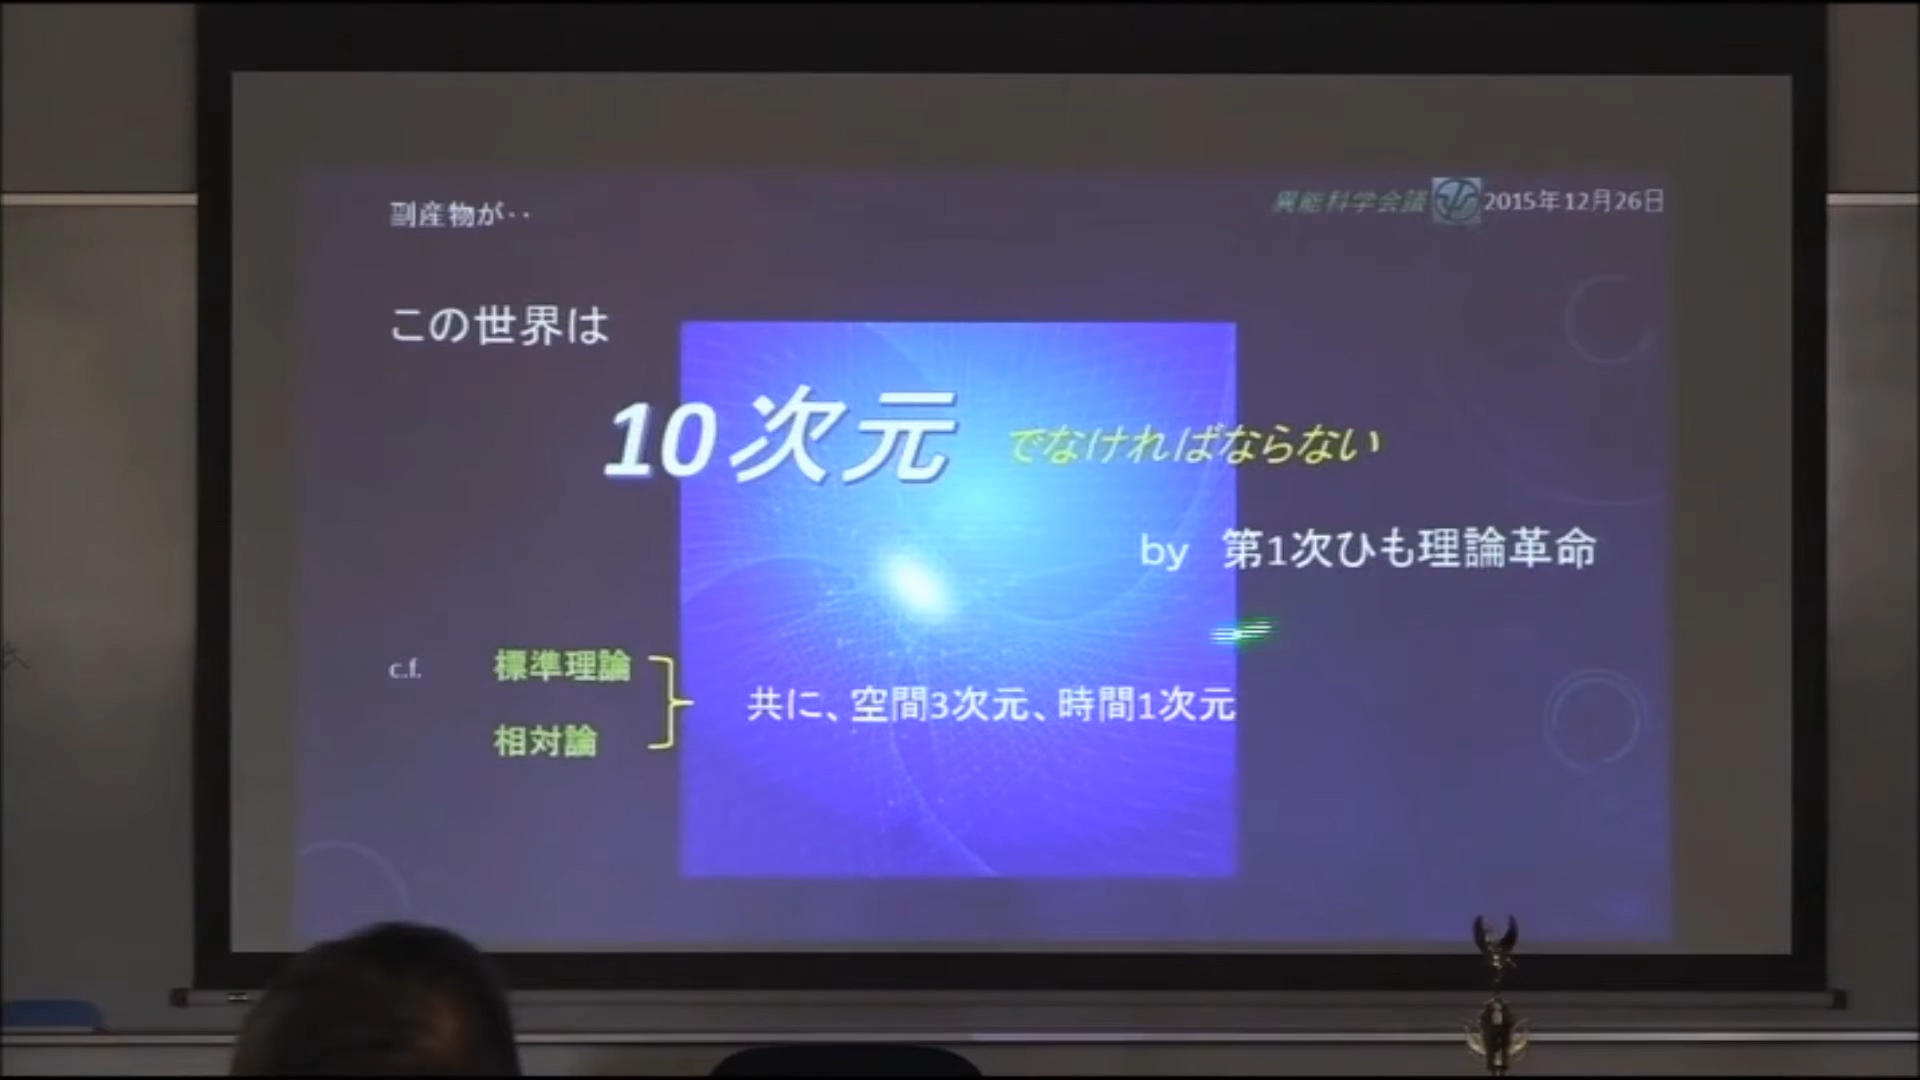 副産物が‥
異能科学会議 2015年12月26日
この世界は
10次元 でなければならない
by 第1次ひも理論革命
c.f. 標準理論
相対論
共に、空間3次元、時間1次元